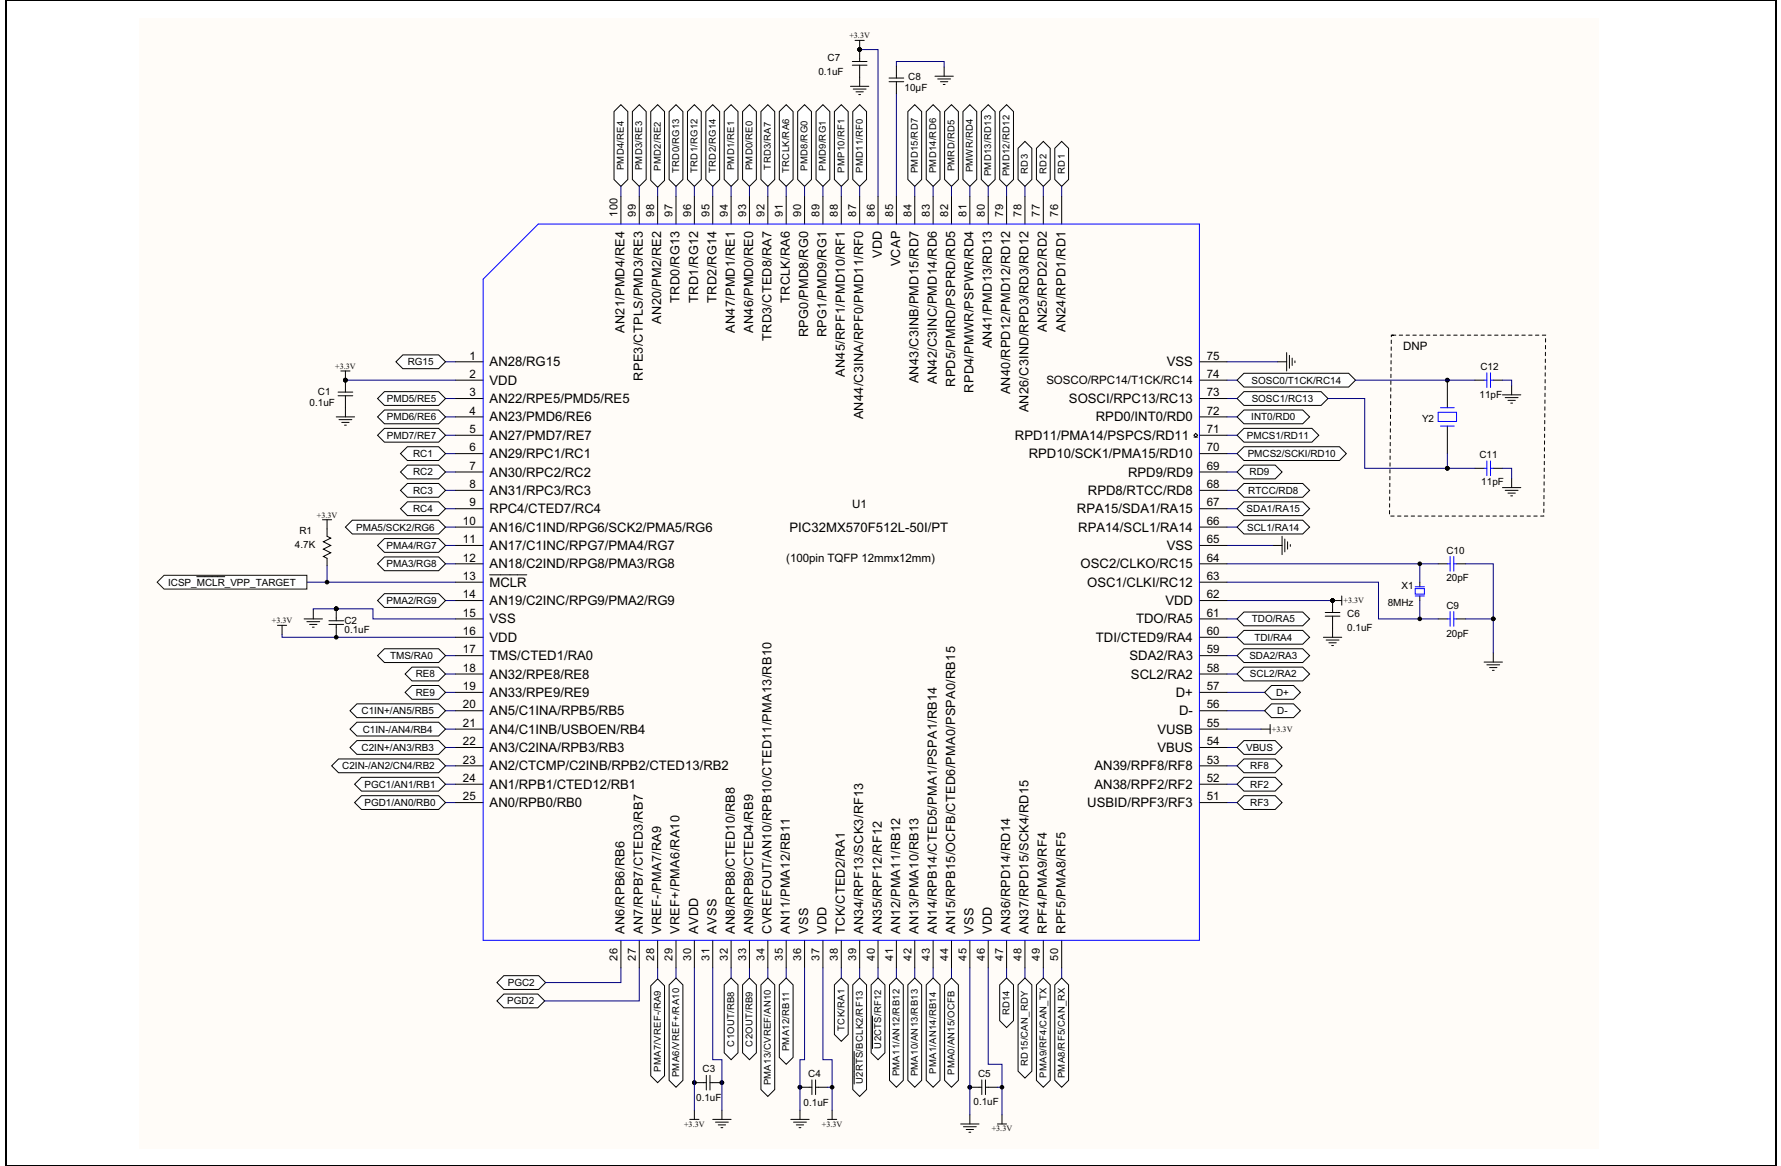 +3.3V
C7
0.1uF
C8
10µF
PMD4/RE4
PMD3/RE3
PMD2/RE2
TRD0/RG13
TRD1/RG12
TRD2/RG14
PMD1/RE1
PMD0/RE0
TRD3/RA7
TRCLK/RA6
PMD8/RG0
PMD9/RG1
PMP10/RF1
PMD11/RF0
PMD15/RD7
PMD14/RD6
PMRD/RD5
PMWR/RD4
PMD13/RD13
PMD12/RD12
RD3
RD2
RD1
100
99
98
97
96
95
94
93
92
91
90
89
88
87
86
85
84
83
82
81
80
79
78
77
76
AN21/PMD4/RE4
RPE3/CTPLS/PMD3/RE3
AN20/PM2/RE2
TRD0/RG13
TRD1/RG12
TRD2/RG14
AN47/PMD1/RE1
AN46/PMD0/RE0
TRD3/CTED8/RA7
TRCLK/RA6
RPG0/PMD8/RG0
RPG1/PMD9/RG1
AN45/RPF1/PMD10/RF1
AN44/C3INA/RPF0/PMD11/RF0
VDD
VCAP
AN43/C3INB/PMD15/RD7
AN42/C3INC/PMD14/RD6
RPD5/PMRD/PSPRD/RD5
RPD4/PMWR/PSPWR/RD4
AN41/PMD13/RD13
AN40/RPD12/PMD12/RD12
AN26/C3IND/RPD3/RD3/RD12
AN25/RPD2/RD2
AN24/RPD1/RD1
RG15 1 AN28/RG15
+3.3V
2 VDD
C1
0.1uF
PMD5/RE5 3 AN22/RPE5/PMD5/RE5
PMD6/RE6 4 AN23/PMD6/RE6
PMD7/RE7 5 AN27/PMD7/RE7
RC1 6 AN29/RPC1/RC1
RC2 7 AN30/RPC2/RC2
RC3 8 AN31/RPC3/RC3
RC4 9 RPC4/CTED7/RC4
+3.3V
R1
4.7K
PMA5/SCK2/RG6 10 AN16/C1IND/RPG6/SCK2/PMA5/RG6
PMA4/RG7 11 AN17/C1INC/RPG7/PMA4/RG7
PMA3/RG8 12 AN18/C2IND/RPG8/PMA3/RG8
ICSP_MCLR_VPP_TARGET 13 MCLR
PMA2/RG9 14 AN19/C2INC/RPG9/PMA2/RG9
15 VSS
+3.3V
C2
0.1uF
16 VDD
TMS/RA0 17 TMS/CTED1/RA0
RE8 18 AN32/RPE8/RE8
RE9 19 AN33/RPE9/RE9
C1IN+/AN5/RB5 20 AN5/C1INA/RPB5/RB5
C1IN-/AN4/RB4 21 AN4/C1INB/USBOEN/RB4
C2IN+/AN3/RB3 22 AN3/C2INA/RPB3/RB3
C2IN-/AN2/CN4/RB2 23 AN2/CTCMP/C2INB/RPB2/CTED13/RB2
PGC1/AN1/RB1 24 AN1/RPB1/CTED12/RB1
PGD1/AN0/RB0 25 AN0/RPB0/RB0
U1
PIC32MX570F512L-50I/PT
(100pin TQFP 12mmx12mm)
VSS 75
SOSCO/RPC14/T1CK/RC14 74 SOSC0/T1CK/RC14
SOSCI/RPC13/RC13 73 SOSC1/RC13
RPD0/INT0/RD0 72 INT0/RD0
RPD11/PMA14/PSPCS/RD11 71 PMCS1/RD11
RPD10/SCK1/PMA15/RD10 70 PMCS2/SCKI/RD10
RPD9/RD9 69 RD9
RPD8/RTCC/RD8 68 RTCC/RD8
RPA15/SDA1/RA15 67 SDA1/RA15
RPA14/SCL1/RA14 66 SCL1/RA14
VSS 65
OSC2/CLKO/RC15 64
OSC1/CLKI/RC12 63
VDD 62 +3.3V
TDO/RA5 61 TDO/RA5
TDI/CTED9/RA4 60 TDI/RA4
SDA2/RA3 59 SDA2/RA3
SCL2/RA2 58 SCL2/RA2
D+ 57 D+
D- 56 D-
VUSB 55 +3.3V
VBUS 54 VBUS
AN39/RPF8/RF8 53 RF8
AN38/RPF2/RF2 52 RF2
USBID/RPF3/RF3 51 RF3
DNP
C12
11pF
Y2
C11
11pF
C10
20pF
X1
8MHz
C9
20pF
C6
0.1uF
AN6/RPB6/RB6
AN7/RPB7/CTED3/RB7
VREF-/PMA7/RA9
VREF+/PMA6/RA10
AVDD
AVSS
AN8/RPB8/CTED10/RB8
AN9/RPB9/CTED4/RB9
CVREFOUT/AN10/RPB10/CTED11/PMA13/RB10
AN11/PMA12/RB11
VSS
VDD
TCK/CTED2/RA1
AN34/RPF13/SCK3/RF13
AN35/RPF12/RF12
AN12/PMA11/RB12
AN13/PMA10/RB13
AN14/RPB14/CTED5/PMA1/PSPA1/RB14
AN15/RPB15/OCFB/CTED6/PMA0/PSPA0/RB15
VSS
VDD
AN36/RPD14/RD14
AN37/RPD15/SCK4/RD15
RPF4/PMA9/RF4
RPF5/PMA8/RF5
26
27
28
29
30
31
32
33
34
35
36
37
38
39
40
41
42
43
44
45
46
47
48
49
50
PGC2
PGD2
PMA7/VREF-/RA9
PMA6/VREF+/RA10
C1OUT/RB8
C2OUT/RB9
PMA13/CVREF/AN10
PMA12/RB11
TCK/RA1
U2RTS/BCLK2/RF13
U2CTS/RF12
PMA11/AN12/RB12
PMA10/AN13/RB13
PMA1/AN14/RB14
PMA0/AN15/OCFB
RD14
RD15/CAN_RDY
PMA9/RF4/CAN_TX
PMA8/RF5/CAN_RX
C3
0.1uF
+3.3V
C4
0.1uF
+3.3V
C5
0.1uF
+3.3V